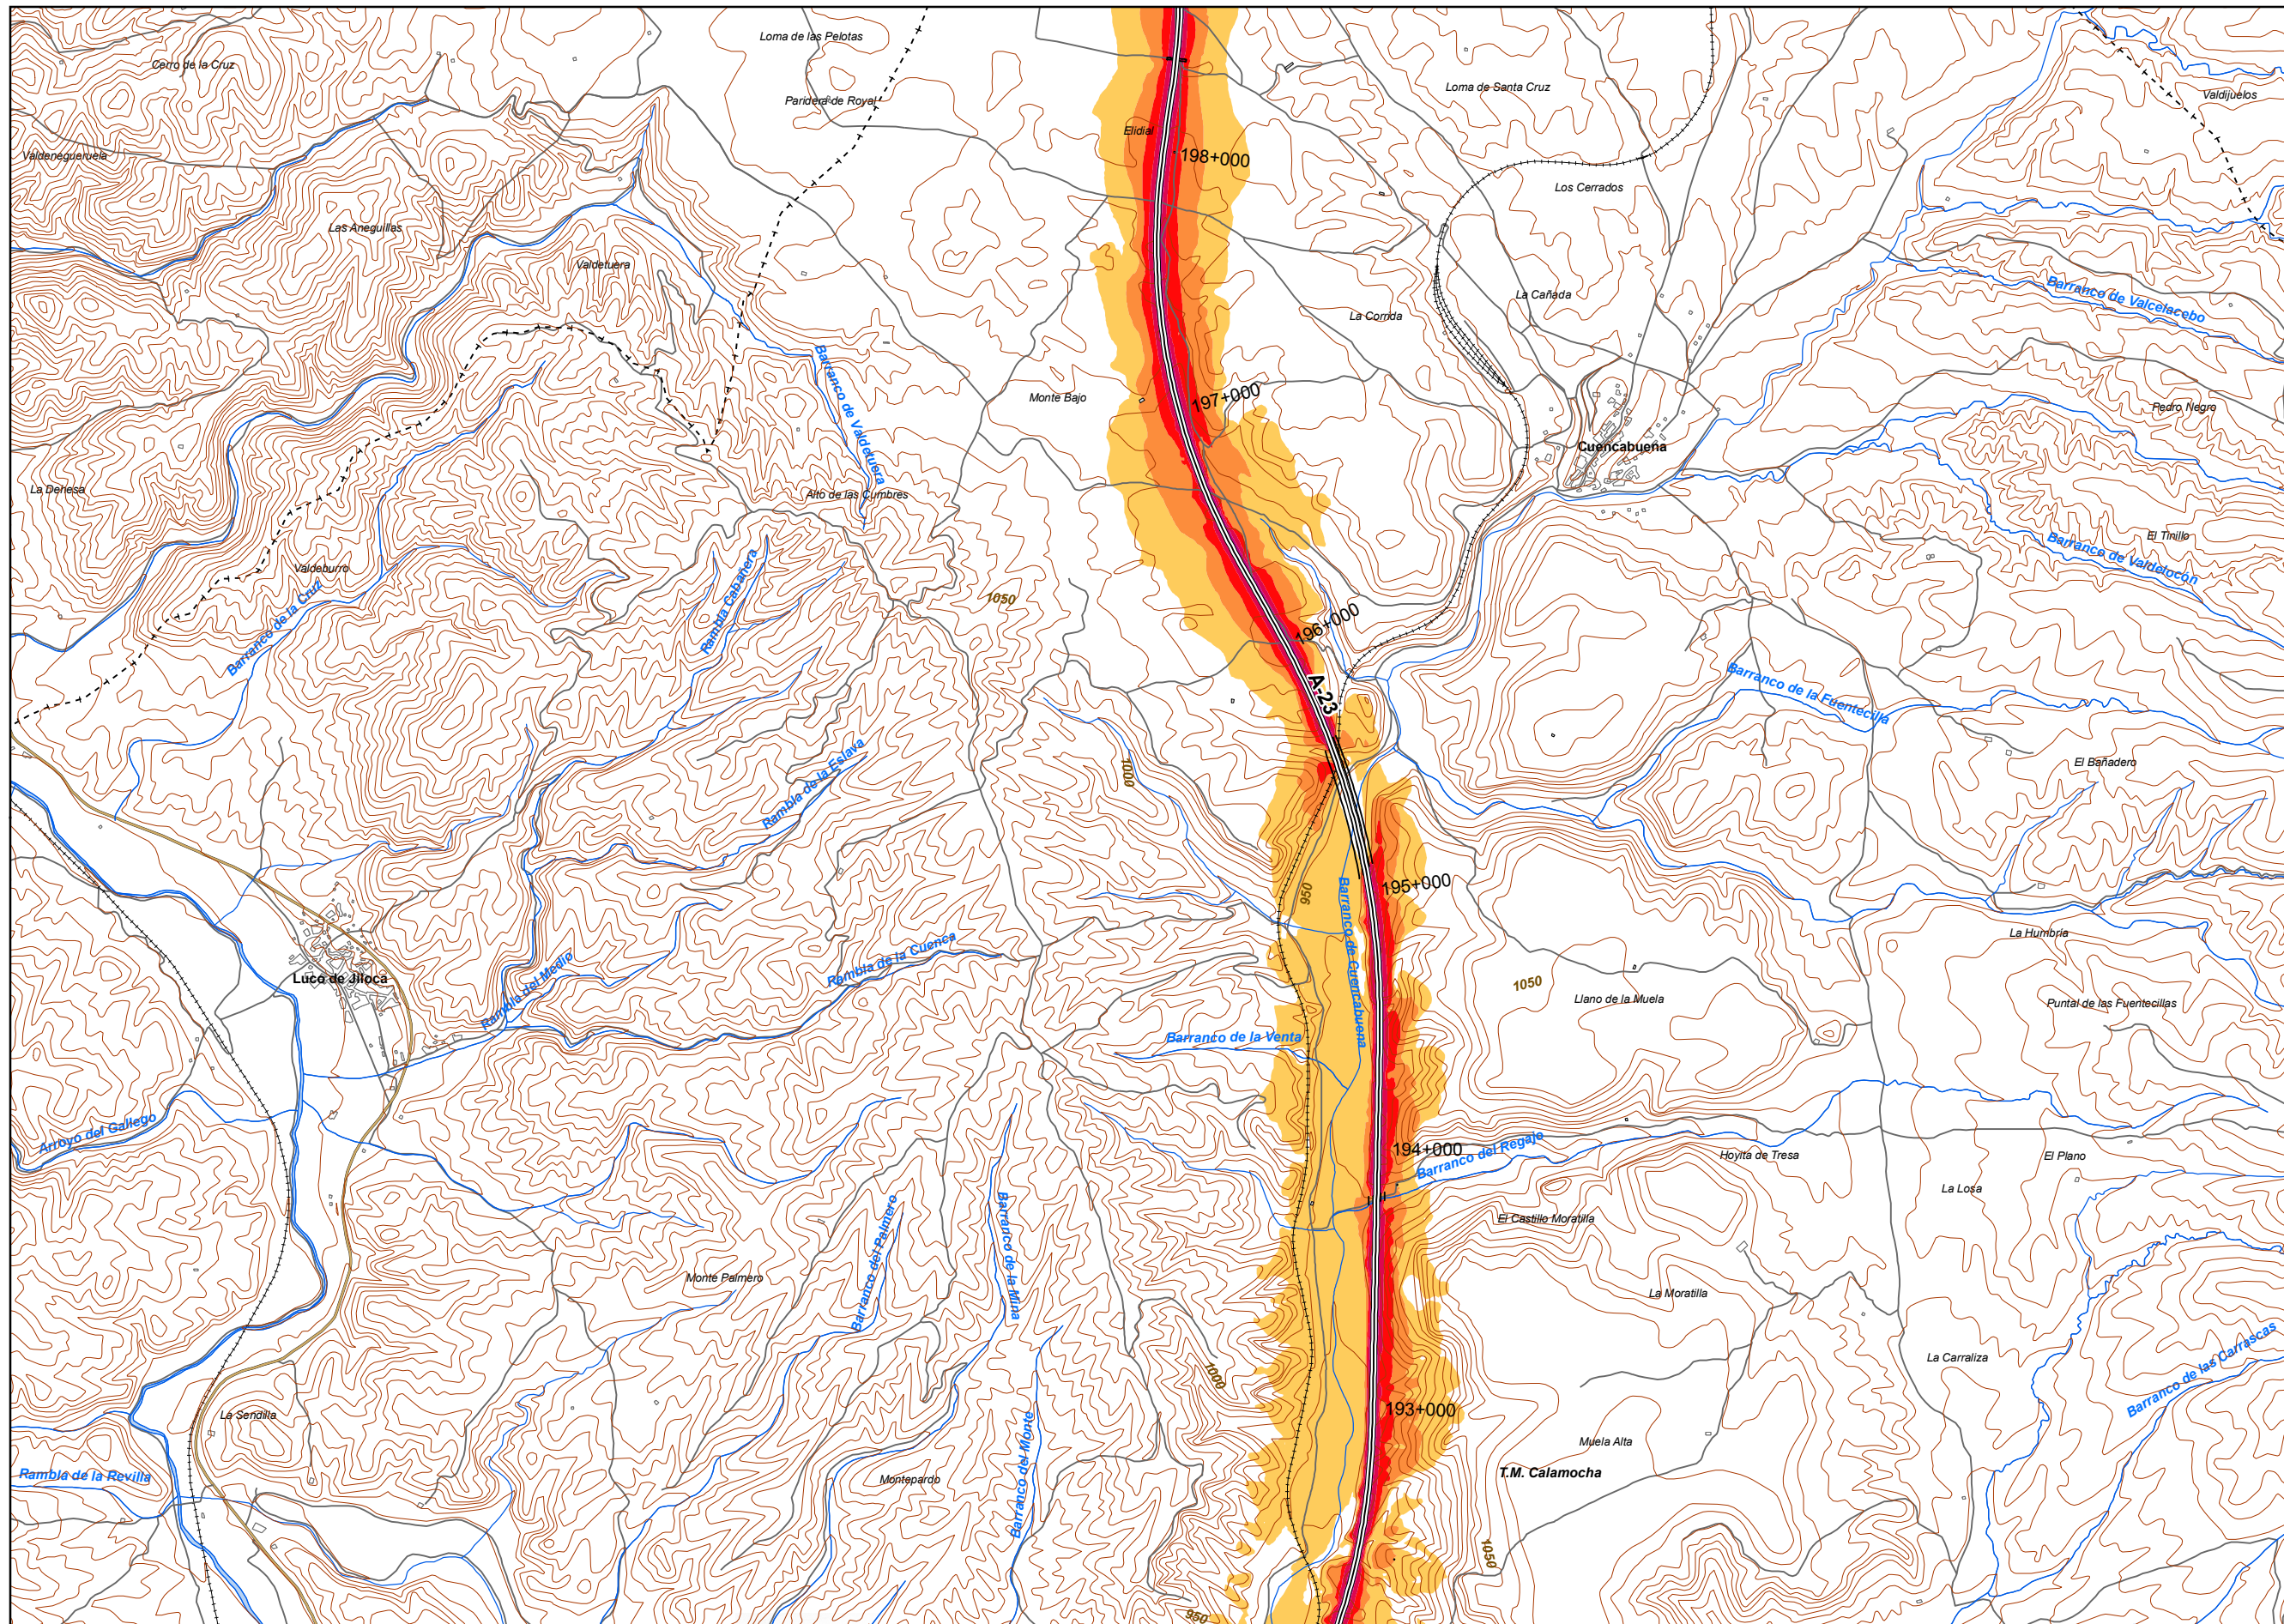 Loma de las Pelotas
Cerro de la Cruz
Loma de Santa Cruz
Valdijuelos
Paridera de Royal
Elidial
Valdenegueruela
198+000
Los Cerrados
Las Aneguillas
Valdetuera
Barranco de Valcelacebo
La Cañada
La Corrida
Barranco de Valdetuera
Monte Bajo
197+000
Pedro Negro
Cuencabuena
La Dehesa
Alto de las Cumbres
El Tinillo
Barranco de Valdelocón
Valdeburro
Barranco de la Cruz
Rambla Cabañera
1050
196+000
A-23
Barranco de la Fuentecilla
El Bañadero
1000
Rambla de la Eslava
950
195+000
Barranco de Cuencabuena
La Humbría
Rambla de la Cuenca
Luco de Jiloca
Rambla del Medio
1050
Llano de la Muela
Puntal de las Fuentecillas
Barranco de la Venta
Arroyo del Gallego
194+000
Barranco del Regajo
Hoyita de Tresa
El Plano
La Losa
El Castillo Moratilla
Barranco del Palmero
Barranco de la Mina
Monte Palmero
La Moratilla
La Carraliza
Barranco de las Carrascas
1000
La Sendilla
193+000
Muela Alta
Rambla de la Revilla
Montepardo
Barranco del Monte
T.M. Calamocha
1050
950